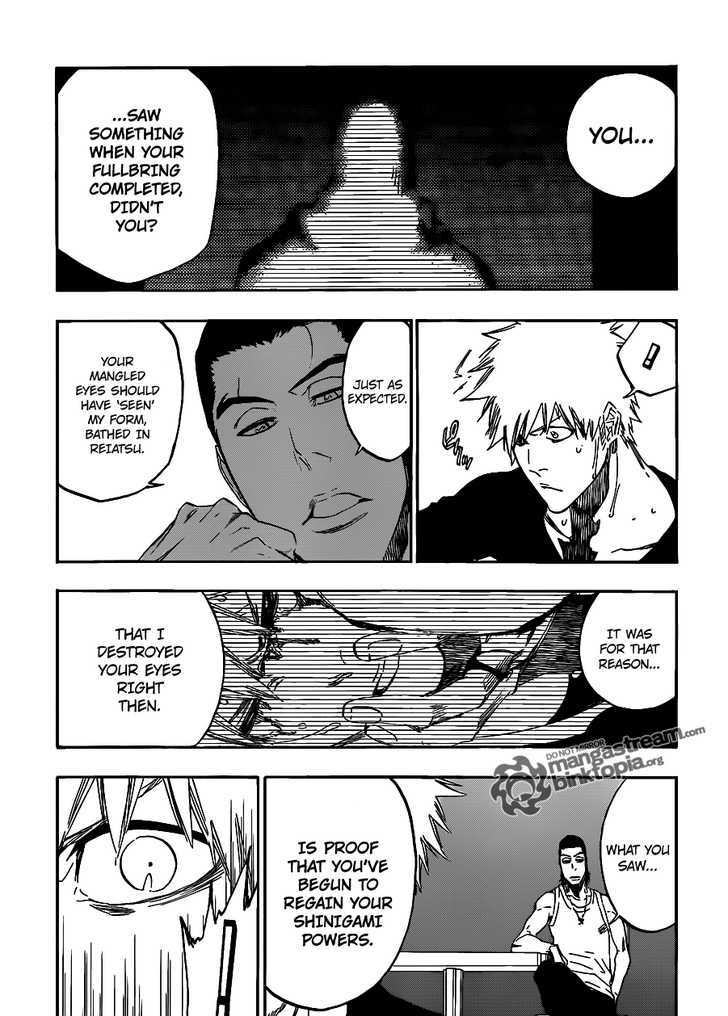 YOU...
...SAW
SOMETHING
WHEN YOUR
FULLBRING
COMPLETED,
DIDN'T
YOU?
!
JUST AS
EXPECTED.
YOUR
MANGLED
EYES SHOULD
HAVE 'SEEN'
MY FORM,
BATHED IN
REIATSU.
IT WAS
FOR THAT
REASON...
THAT I
DESTROYED
YOUR EYES
RIGHT
THEN.
DO NOT MIRROR
mangastream.com
binktopia.org
WHAT YOU
SAW...
IS PROOF
THAT YOU'VE
BEGUN TO
REGAIN YOUR
SHINIGAMI
POWERS.